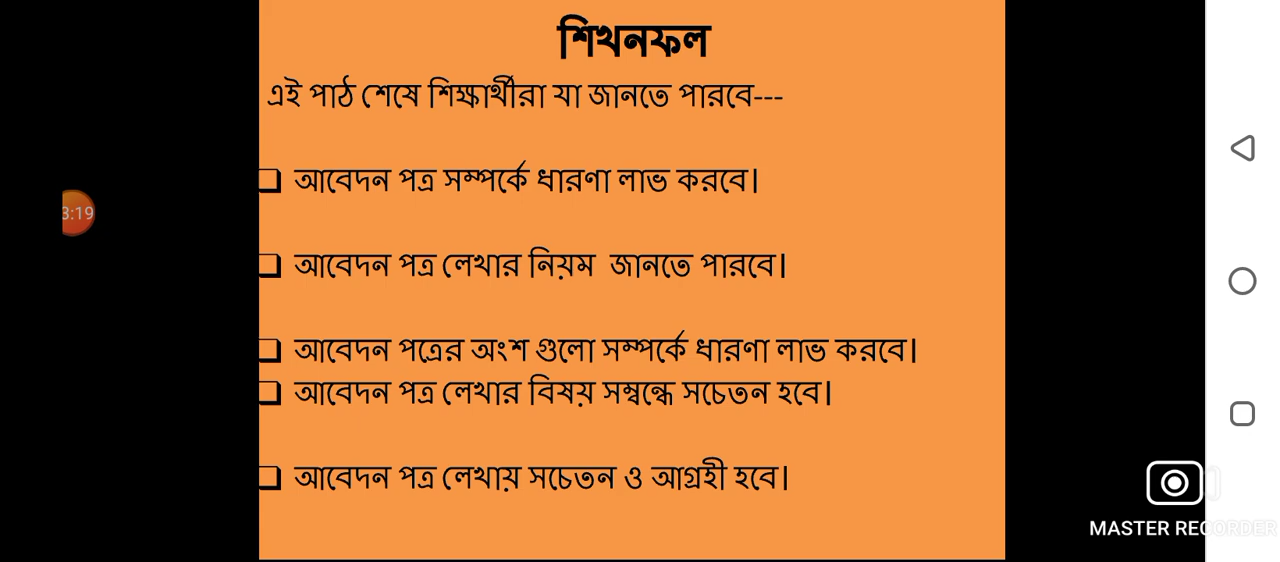 শিখনফল
এই পাঠ শেষে শিক্ষার্থীরা যা জানতে পারবে---
❑ আবেদন পত্র সম্পর্কে ধারণা লাভ করবে।
❑ আবেদন পত্র লেখার নিয়ম জানতে পারবে।
3:19
❑ আবেদন পত্রের অংশ গুলো সম্পর্কে ধারণা লাভ করবে।
❑ আবেদন পত্র লেখার বিষয় সম্বন্ধে সচেতন হবে।
❑ আবেদন পত্র লেখায় সচেতন ও আগ্রহী হবে।
MASTER RECORDER